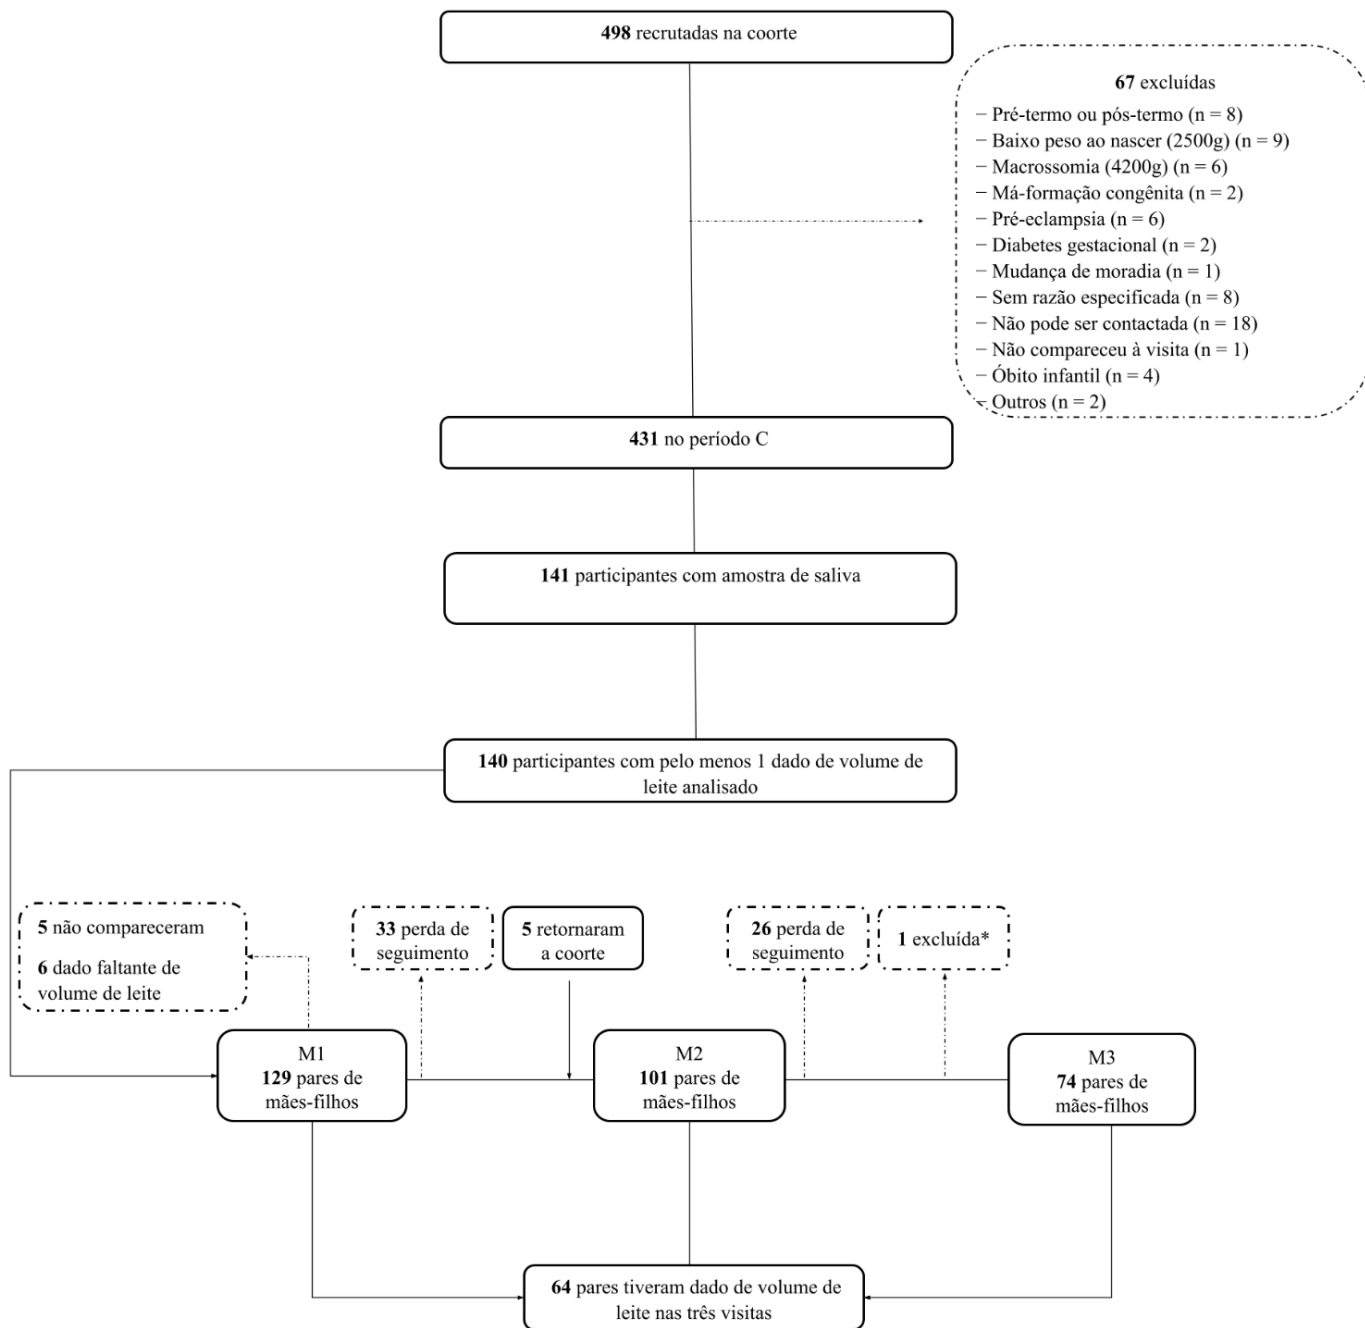 498 recrutadas na coorte
67 excluídas
− Pré-termo ou pós-termo (n = 8)
− Baixo peso ao nascer (2500g) (n = 9)
− Macrossomia (4200g) (n = 6)
− Má-formação congênita (n = 2)
− Pré-eclampsia (n = 6)
− Diabetes gestacional (n = 2)
− Mudança de moradia (n = 1)
− Sem razão especificada (n = 8)
− Não pode ser contactada (n = 18)
− Não compareceu à visita (n = 1)
− Óbito infantil (n = 4)
− Outros (n = 2)
431 no período C
141 participantes com amostra de saliva
140 participantes com pelo menos 1 dado de volume de
leite analisado
5 não compareceram
6 dado faltante de
volume de leite
33 perda de
seguimento
5 retornaram
a coorte
26 perda de
seguimento
1 excluída*
M1
129 pares de
mães-filhos
M2
101 pares de
mães-filhos
M3
74 pares de
mães-filhos
64 pares tiveram dado de volume de
leite nas três visitas